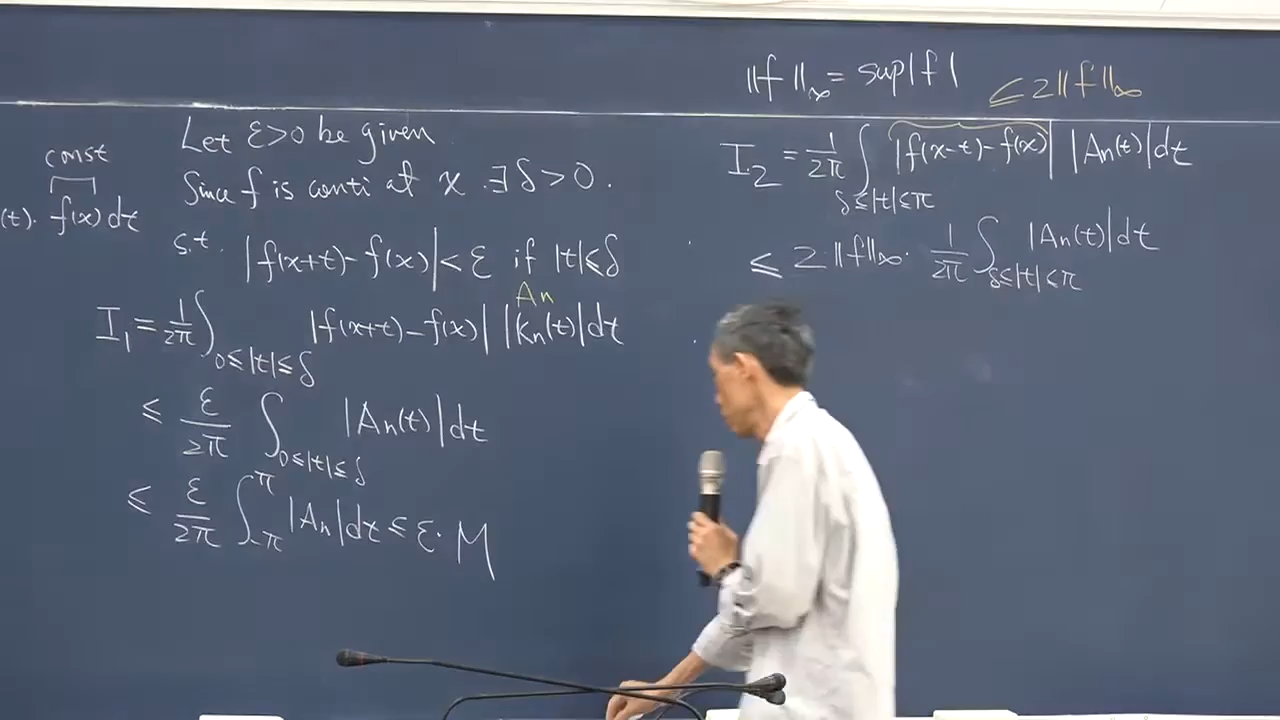 const
(t). f(x) dt
Let ε>0 be given
Since f is conti at x ∃ δ>0.
s.t. |f(x+t)-f(x)|<ε if |t|≤δ
An
I₁ = 1/2π ∫_{0≤|t|≤δ} |f(x+t)-f(x)| |Kn(t)|dt
≤ ε/2π ∫_{0≤|t|≤δ} |An(t)|dt
≤ ε/2π ∫_{-π}^{π} |An|dt ≤ ε·M
‖f‖∞ = sup|f| ≤2‖f‖∞
I₂ = 1/2π ∫_{δ≤|t|≤π} |f(x-t)-f(x)| |An(t)|dt
≤ 2·‖f‖∞· 1/2π ∫_{δ≤|t|≤π} |An(t)|dt